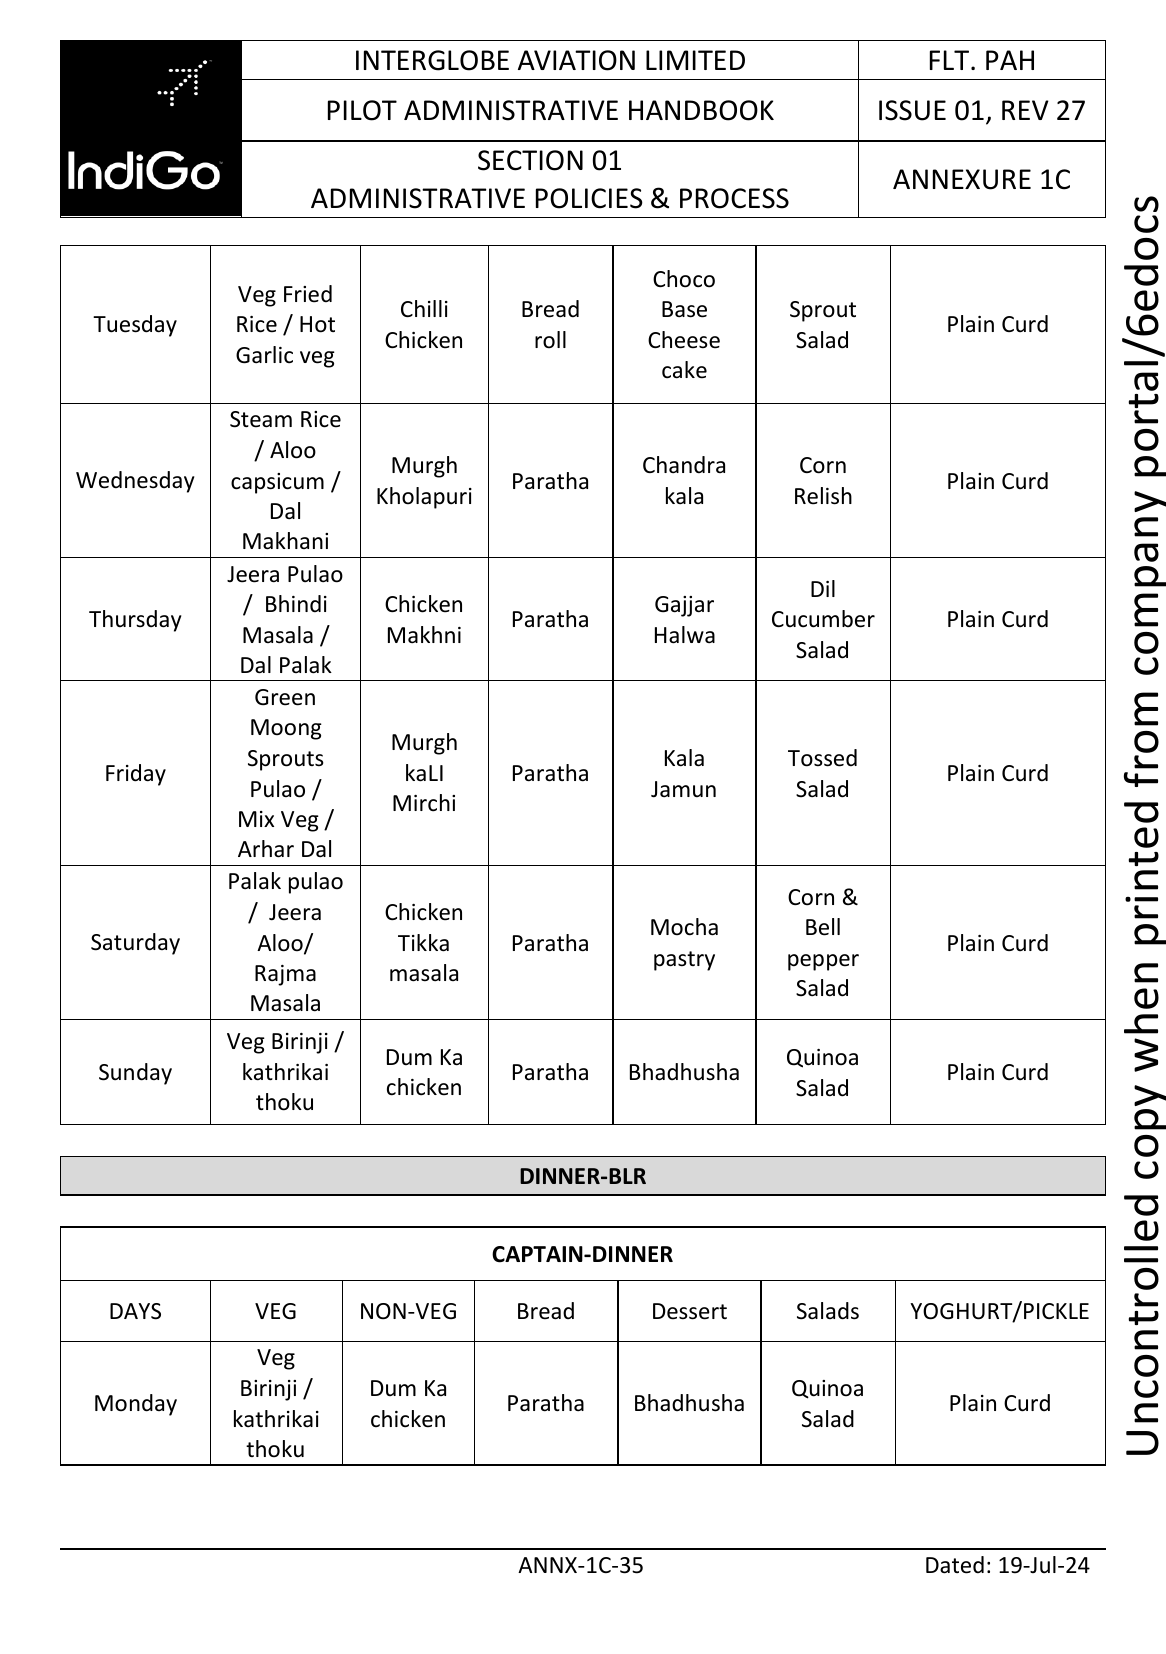 IndiGo
INTERGLOBE AVIATION LIMITED
FLT. PAH
PILOT ADMINISTRATIVE HANDBOOK
ISSUE 01, REV 27
SECTION 01
ADMINISTRATIVE POLICIES & PROCESS
ANNEXURE 1C
Tuesday
Veg Fried
Rice / Hot
Garlic veg
Chilli
Chicken
Bread
roll
Choco
Base
Cheese
cake
Sprout
Salad
Plain Curd
Wednesday
Steam Rice
/ Aloo
capsicum /
Dal
Makhani
Murgh
Kholapuri
Paratha
Chandra
kala
Corn
Relish
Plain Curd
Thursday
Jeera Pulao
/ Bhindi
Masala /
Dal Palak
Chicken
Makhni
Paratha
Gajjar
Halwa
Dil
Cucumber
Salad
Plain Curd
Friday
Green
Moong
Sprouts
Pulao /
Mix Veg /
Arhar Dal
Murgh
kaLI
Mirchi
Paratha
Kala
Jamun
Tossed
Salad
Plain Curd
Saturday
Palak pulao
/ Jeera
Aloo/
Rajma
Masala
Chicken
Tikka
masala
Paratha
Mocha
pastry
Corn &
Bell
pepper
Salad
Plain Curd
Sunday
Veg Birinji /
kathrikai
thoku
Dum Ka
chicken
Paratha
Bhadhusha
Quinoa
Salad
Plain Curd
DINNER-BLR
CAPTAIN-DINNER
DAYS
VEG
NON-VEG
Bread
Dessert
Salads
YOGHURT/PICKLE
Monday
Veg
Birinji /
kathrikai
thoku
Dum Ka
chicken
Paratha
Bhadhusha
Quinoa
Salad
Plain Curd
ANNX-1C-35
Dated: 19-Jul-24
Uncontrolled copy when printed from company portal/6edocs